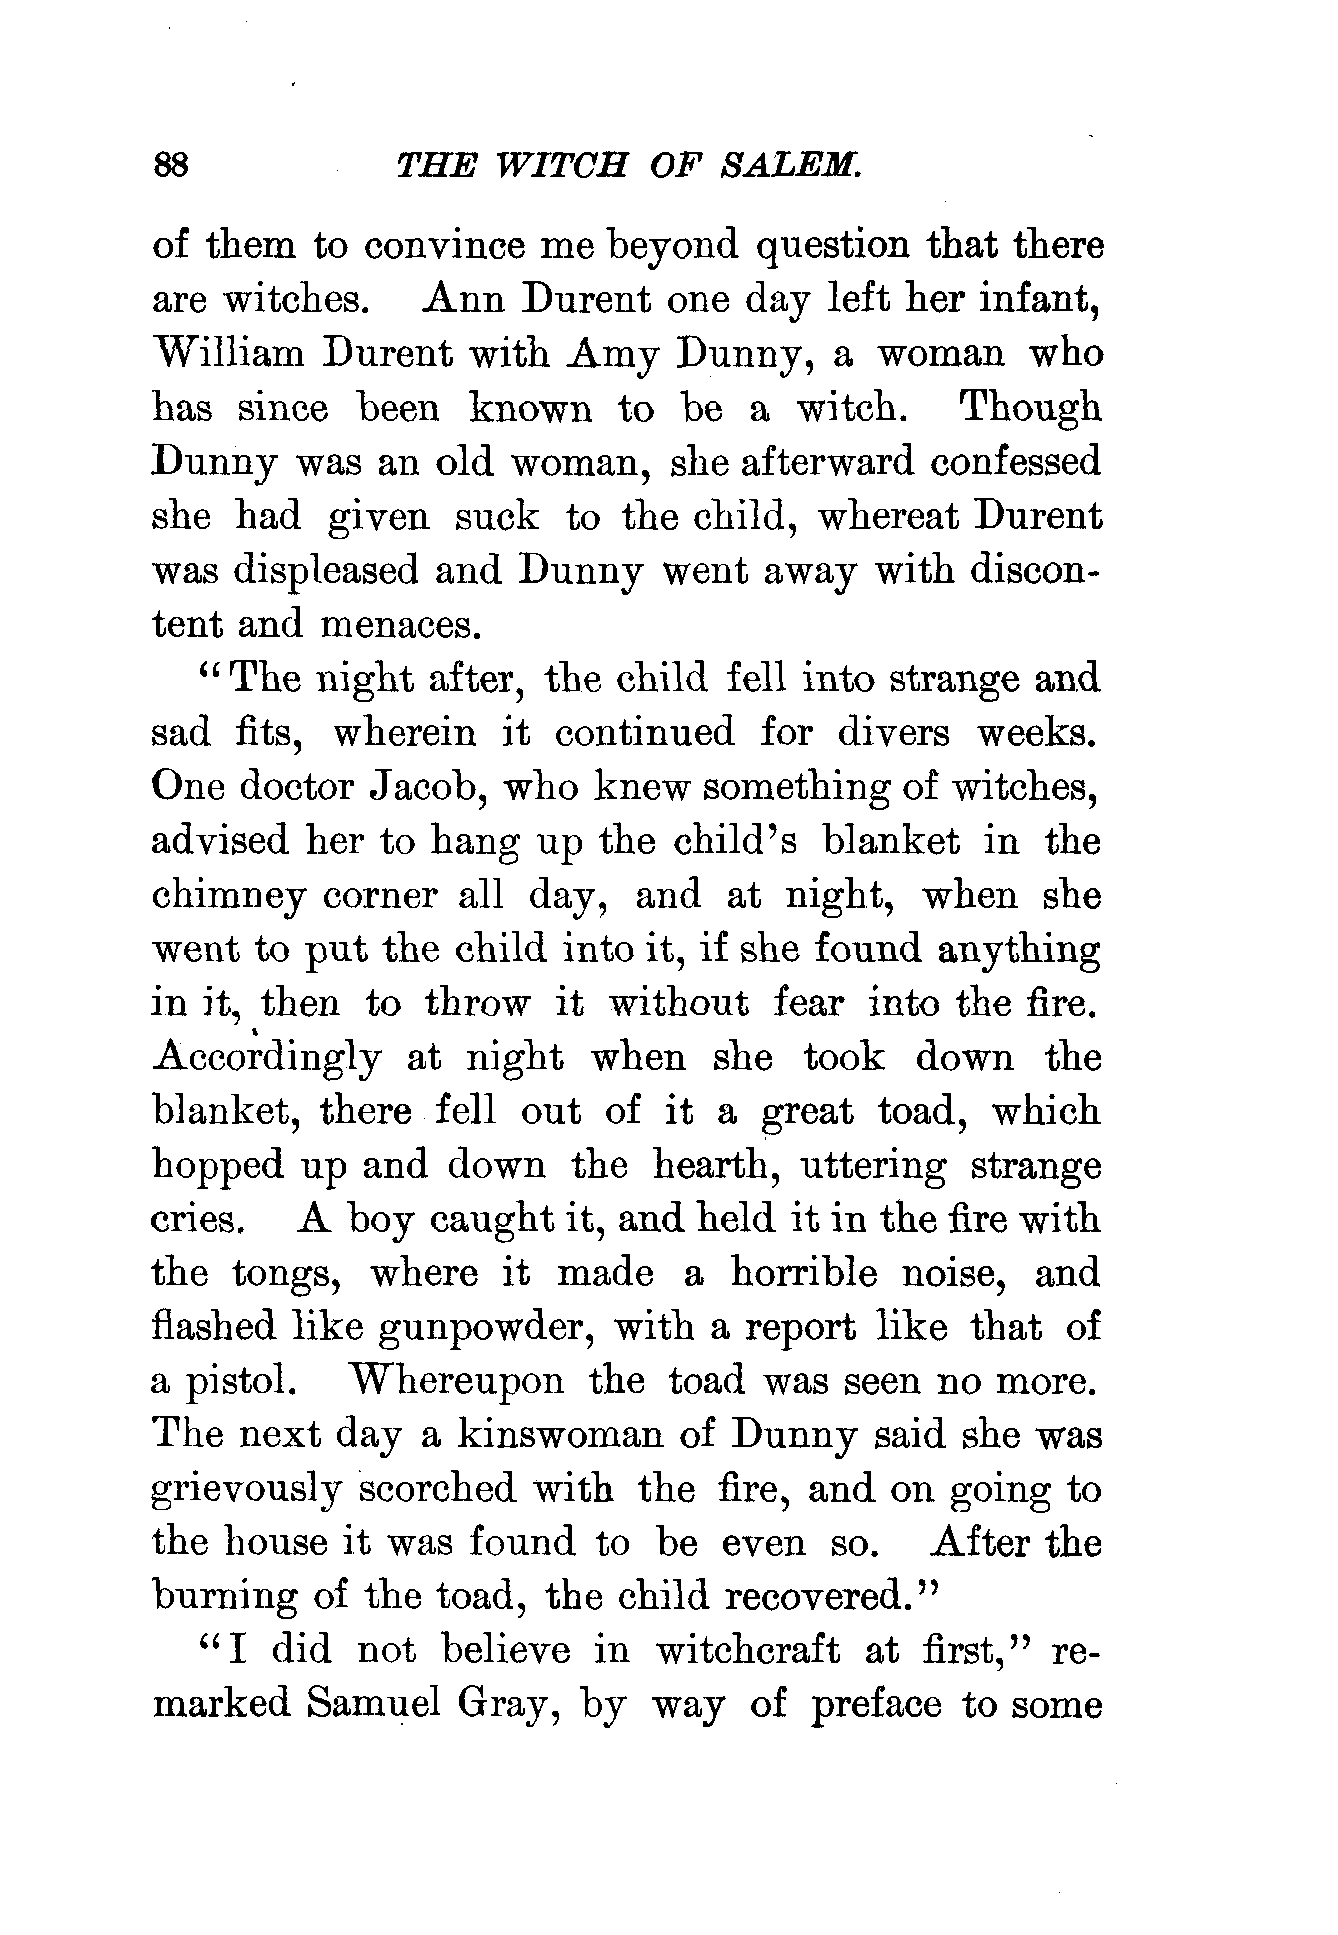 88 THE WITCH OF SALEM.
of them to convince me beyond question that there
are witches. Ann Durent one day left her infant,
William Durent with Amy Dunny, a woman who
has since been known to be a witch. Though
Dunny was an old woman, she afterward confessed
she had given suck to the child, whereat Durent
was displeased and Dunny went away with discon-
tent and menaces.
“The night after, the child fell into strange and
sad fits, wherein it continued for divers weeks.
One doctor Jacob, who knew something of witches,
advised her to hang up the child’s blanket in the
chimney corner all day, and at night, when she
went to put the child into it, if she found anything
in it, then to throw it without fear into the fire.
Accordingly at night when she took down the
blanket, there fell out of it a great toad, which
hopped up and down the hearth, uttering strange
cries. A boy caught it, and held it in the fire with
the tongs, where it made a horrible noise, and
flashed like gunpowder, with a report like that of
a pistol. Whereupon the toad was seen no more.
The next day a kinswoman of Dunny said she was
grievously scorched with the fire, and on going to
the house it was found to be even so. After the
burning of the toad, the child recovered.”
“I did not believe in witchcraft at first,” re-
marked Samuel Gray, by way of preface to some